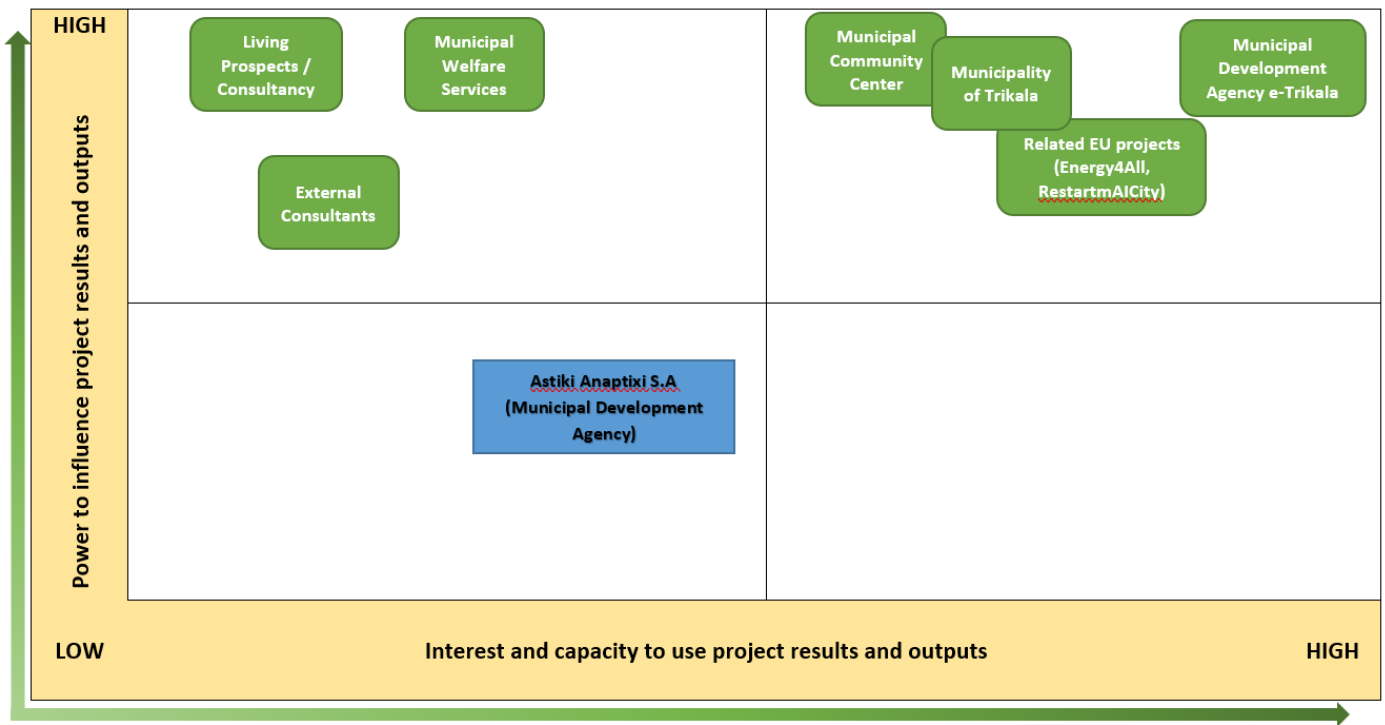 HIGH
Power to influence project results and outputs
Living
Prospects /
Consultancy
Municipal
Welfare
Services
External
Consultants
Municipal
Community
Center
Municipality
of Trikala
Municipal
Development
Agency e-Trikala
Related EU projects
(Energy4All,
RestartmAICity)
Astiki Anaptixi S.A
(Municipal Development
Agency)
LOW
Interest and capacity to use project results and outputs
HIGH